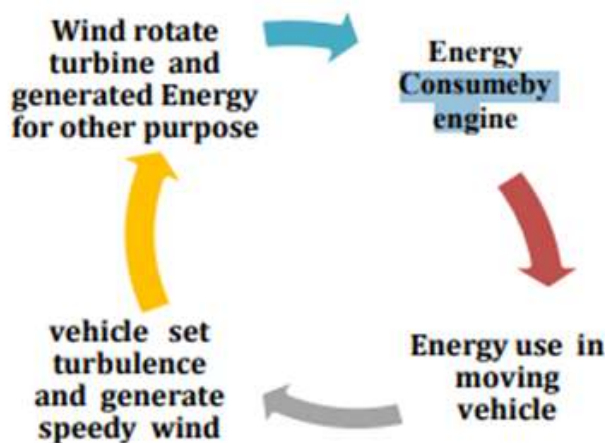 Wind rotate
turbine and
generated Energy
for other purpose
Energy
Consumeby
engine
Energy use in
moving
vehicle
vehicle set
turbulence
and generate
speedy wind